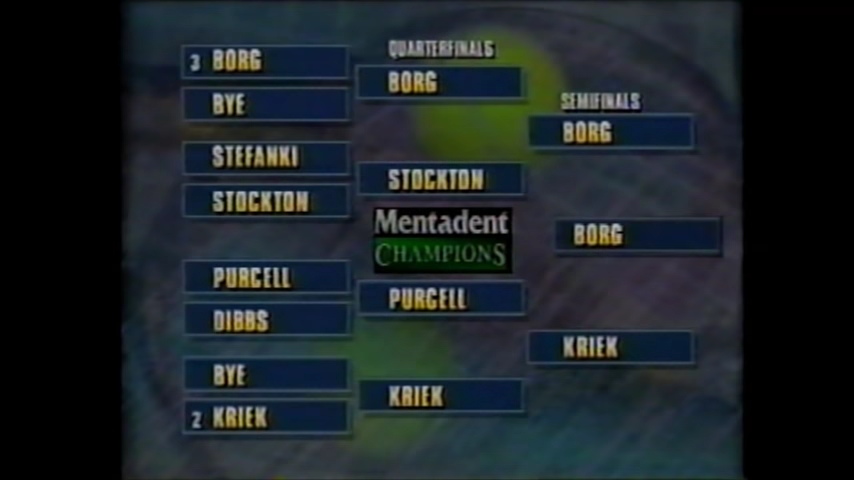 3 BORG
BYE
STEFANKI
STOCKTON
PURCELL
DIBBS
BYE
2 KRIEK
QUARTERFINALS
BORG
STOCKTON
Mentadent
CHAMPIONS
PURCELL
KRIEK
SEMIFINALS
BORG
KRIEK
BORG